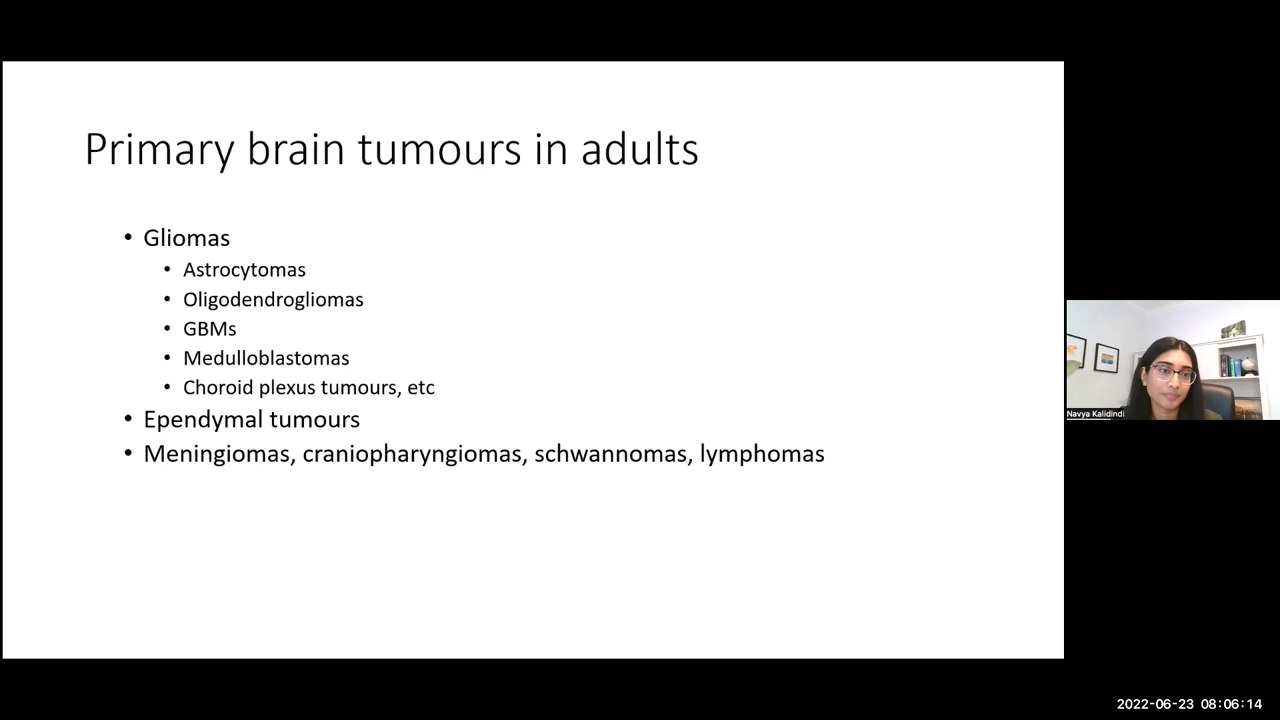 Primary brain tumours in adults
• Gliomas
• Astrocytomas
• Oligodendrogliomas
• GBMs
• Medulloblastomas
• Choroid plexus tumours, etc
• Ependymal tumours
• Meningiomas, craniopharyngiomas, schwannomas, lymphomas
Navya Kalidindi
2022-06-23 08:06:14